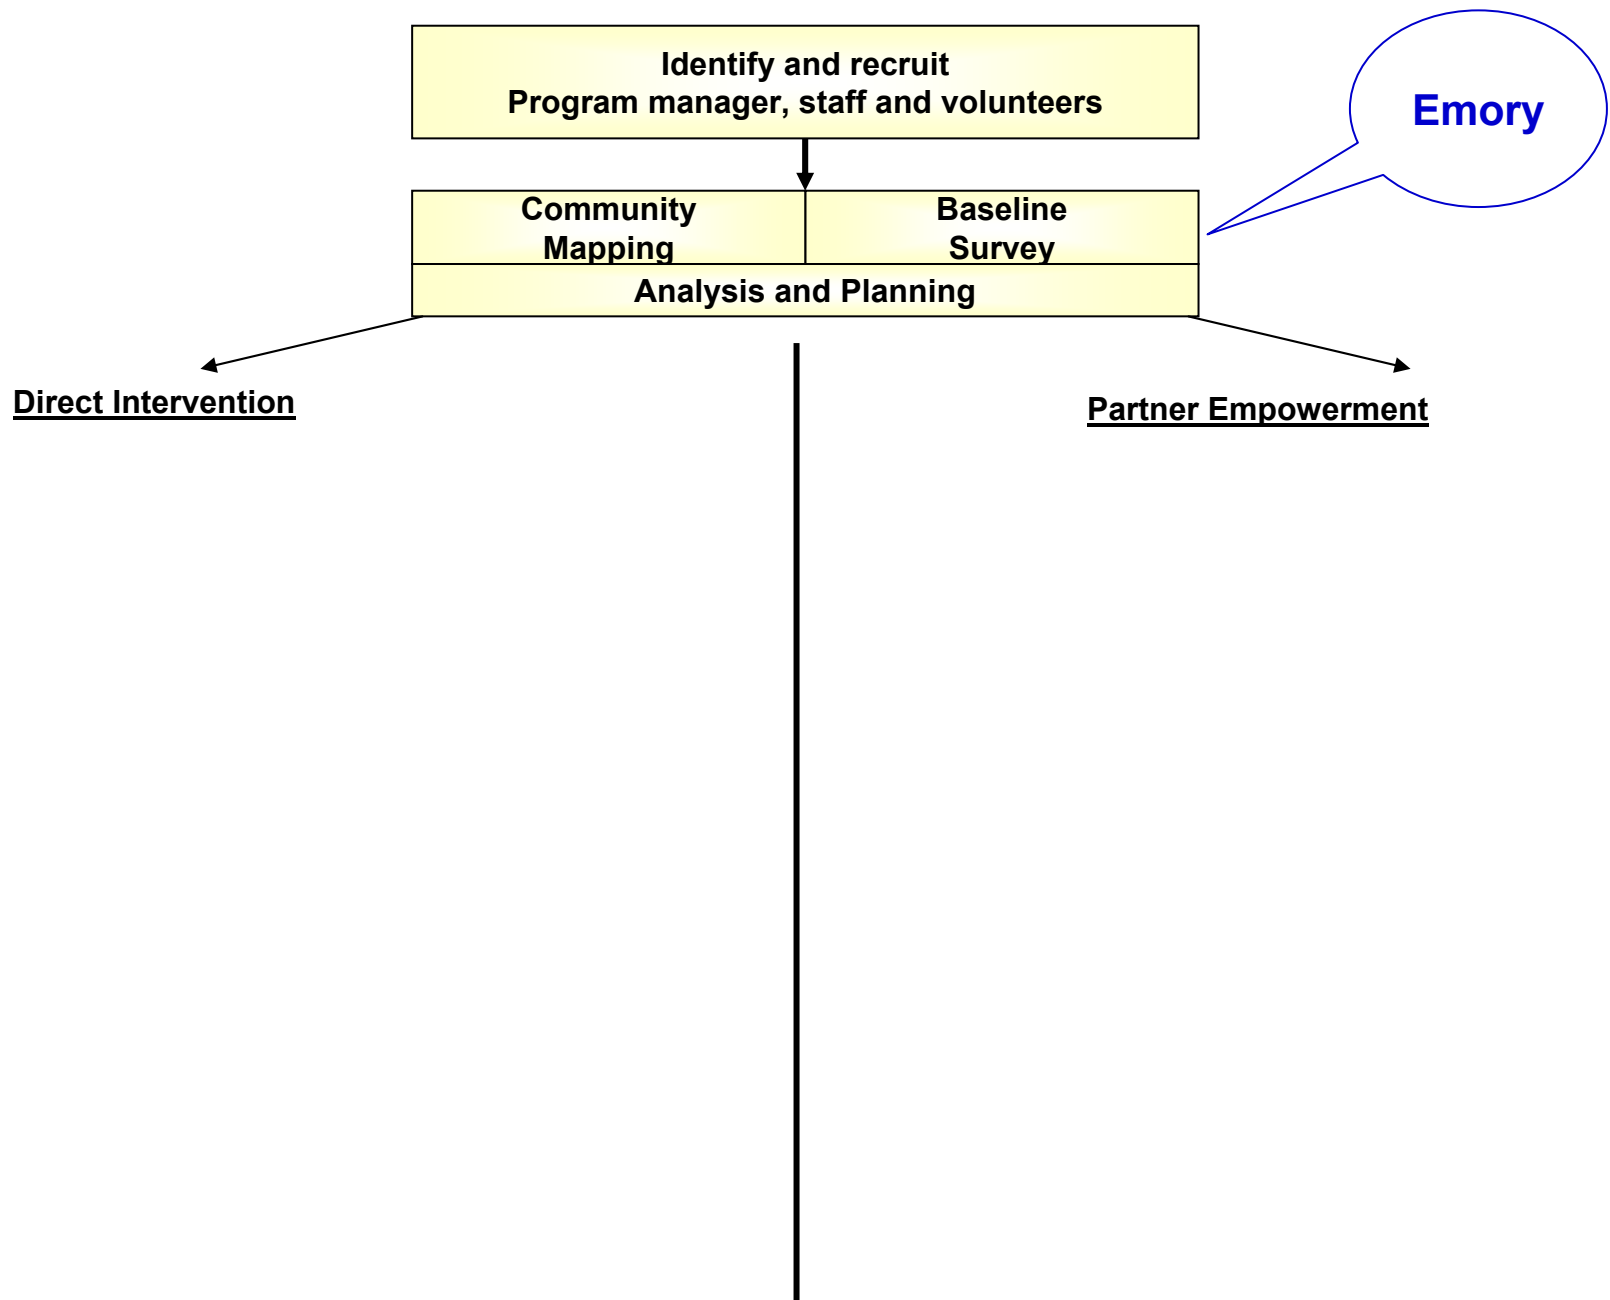 Identify and recruit
Program manager, staff and volunteers
Emory
Community
Mapping
Baseline
Survey
Analysis and Planning
Direct Intervention
Partner Empowerment